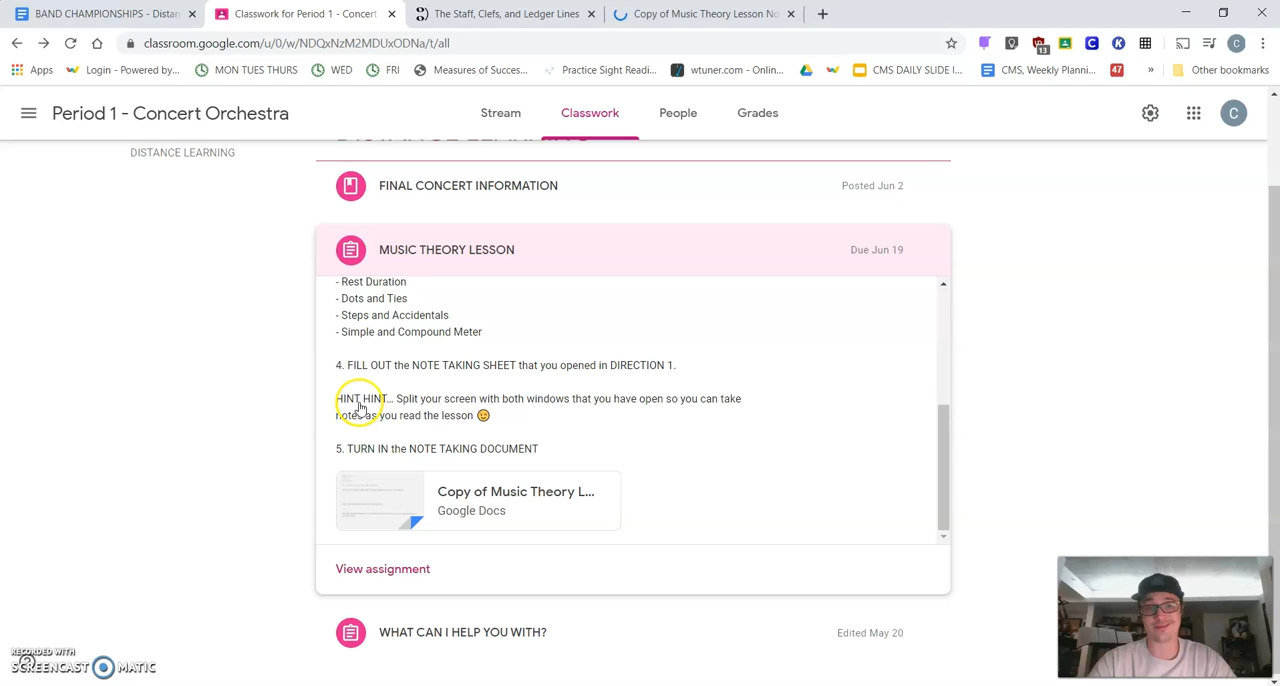 BAND CHAMPIONSHIPS - Distan
Classwork for Period 1 - Concert
The Staff, Clefs, and Ledger Lines
Copy of Music Theory Lesson No
classroom.google.com/u/0/w/NDQxNzM2MDUxODNa/t/all
13
C
K
C
Apps
Login - Powered by...
MON TUES THURS
WED
FRI
Measures of Succes...
Practice Sight Readi...
wtuner.com - Onlin...
CMS DAILY SLIDE I...
CMS, Weekly Planni...
47
»
Other bookmarks
Period 1 - Concert Orchestra
Stream
Classwork
People
Grades
C
DISTANCE LEARNING
FINAL CONCERT INFORMATION
Posted Jun 2
MUSIC THEORY LESSON
Due Jun 19
- Rest Duration
- Dots and Ties
- Steps and Accidentals
- Simple and Compound Meter
4. FILL OUT the NOTE TAKING SHEET that you opened in DIRECTION 1.
HINT HINT... Split your screen with both windows that you have open so you can take
notes as you read the lesson
5. TURN IN the NOTE TAKING DOCUMENT
Copy of Music Theory L...
Google Docs
View assignment
WHAT CAN I HELP YOU WITH?
Edited May 20
RECORDED WITH
SCREENCAST MATIC